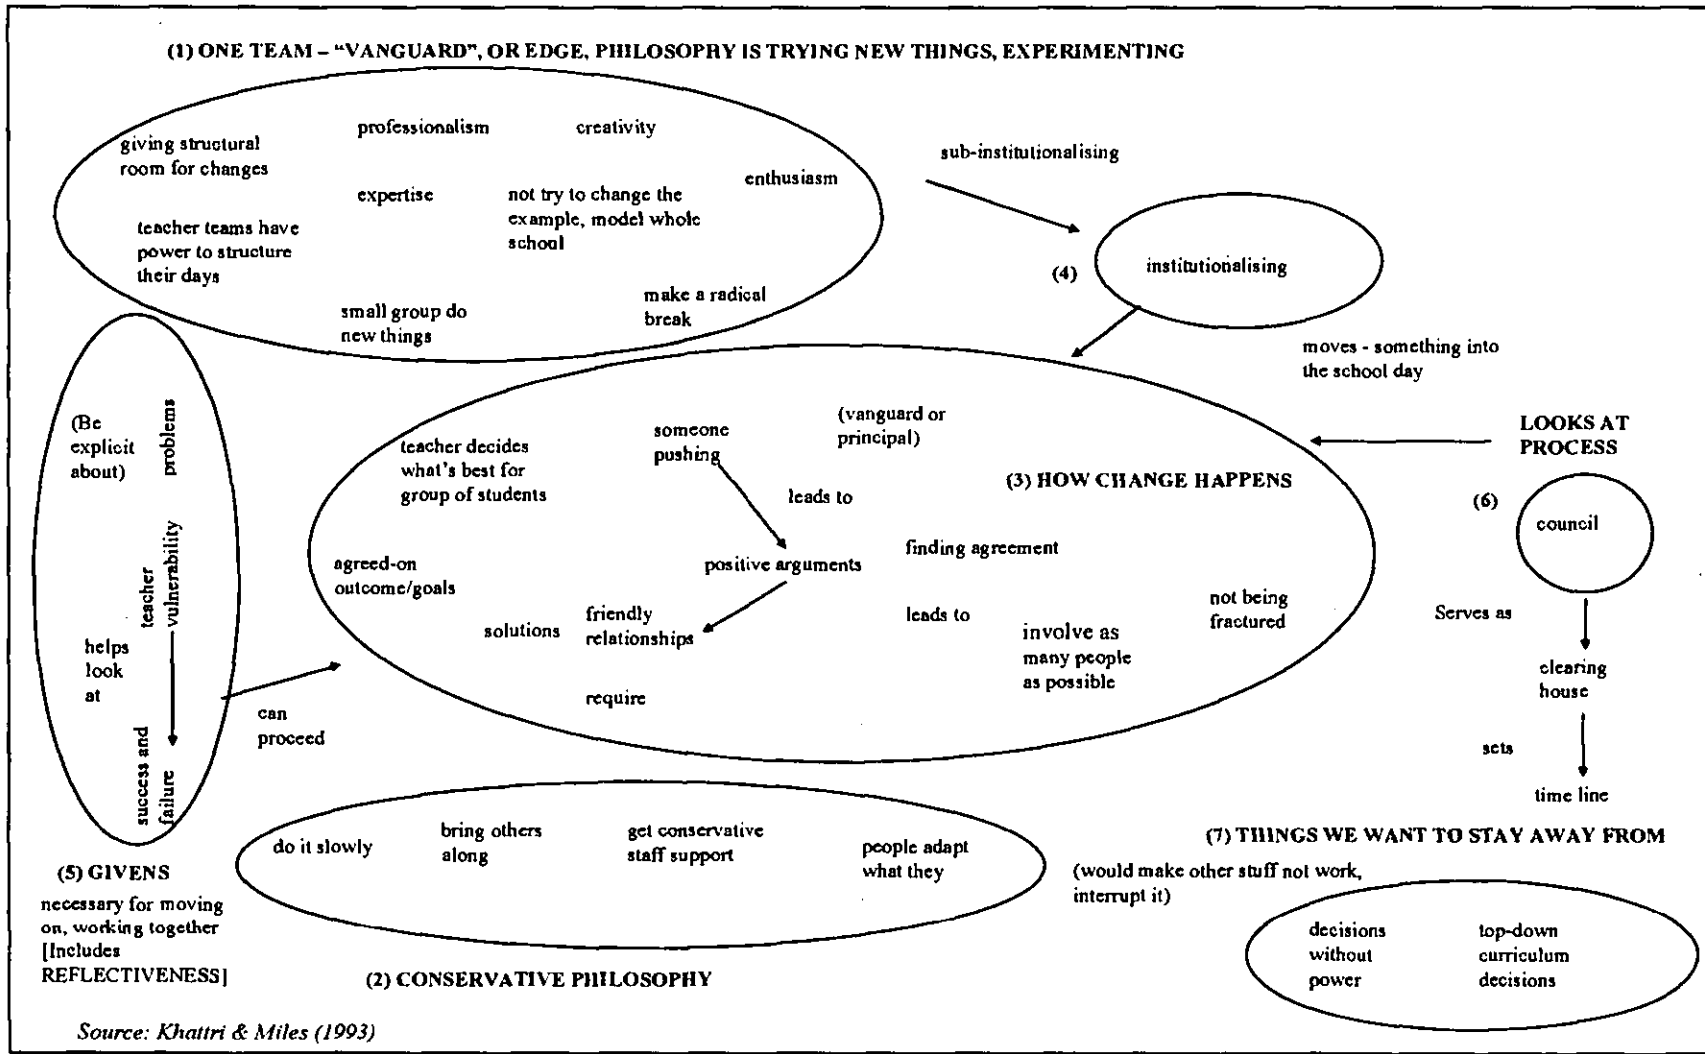 (1) ONE TEAM – “VANGUARD”, OR EDGE, PHILOSOPHY IS TRYING NEW THINGS, EXPERIMENTING
giving structural
room for changes
professionalism
creativity
expertise
not try to change the
example, model whole
school
enthusiasm
teacher teams have
power to structure
their days
small group do
new things
make a radical
break
sub-institutionalising
(4)
institutionalising
moves - something into
the school day
(Be
explicit
about)
problems
teacher
vulnerability
helps
look
at
success and
failure
can
proceed
(5) GIVENS
necessary for moving
on, working together
[Includes
REFLECTIVENESS]
teacher decides
what's best for
group of students
someone
pushing
(vanguard or
principal)
(3) HOW CHANGE HAPPENS
leads to
positive arguments
finding agreement
agreed-on
outcome/goals
solutions
friendly
relationships
leads to
involve as
many people
as possible
not being
fractured
require
LOOKS AT
PROCESS
(6)
council
Serves as
clearing
house
sets
time line
do it slowly
bring others
along
get conservative
staff support
people adapt
what they
(2) CONSERVATIVE PHILOSOPHY
(7) THINGS WE WANT TO STAY AWAY FROM
(would make other stuff not work,
interrupt it)
decisions
without
power
top-down
curriculum
decisions
Source: Khattri & Miles (1993)